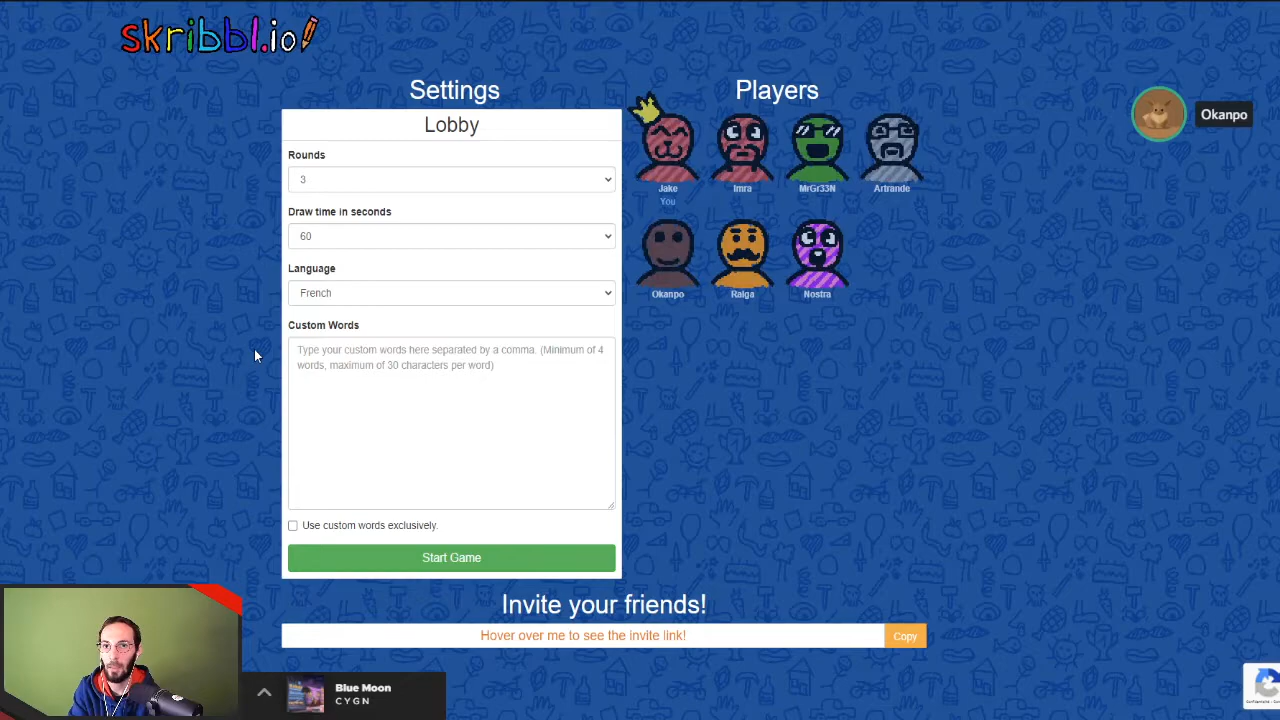 skribbl.io
Settings
Players
Lobby
Rounds
3
Draw time in seconds
60
Language
French
Custom Words
Type your custom words here separated by a comma. (Minimum of 4
words, maximum of 30 characters per word)
Use custom words exclusively.
Start Game
Jake
You
Imra
MrGr33N
Artrande
Okanpo
Raiga
Nostra
Okanpo
Invite your friends!
Hover over me to see the invite link!
Copy
Blue Moon
CYGN